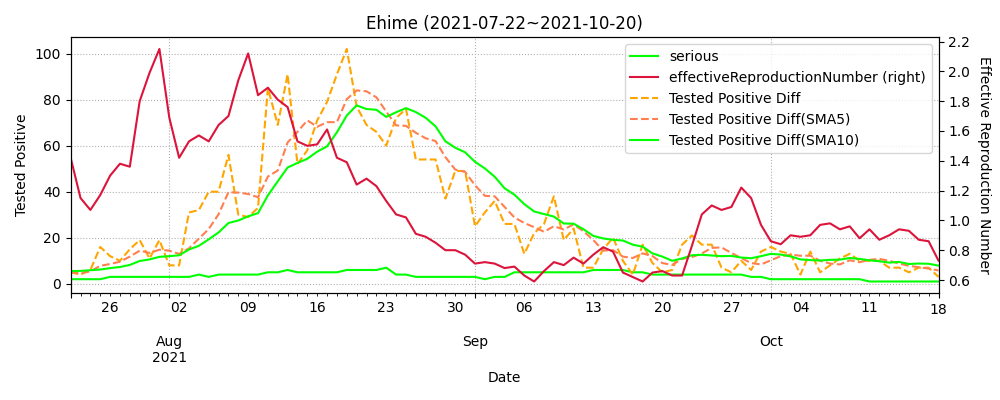 Ehime (2021-07-22~2021-10-20)
Tested Positive
100
80
60
40
20
0
serious
effectiveReproductionNumber (right)
Tested Positive Diff
Tested Positive Diff(SMA5)
Tested Positive Diff(SMA10)
2.2
2.0
1.8
1.6
1.4
1.2
1.0
0.8
0.6
Effective Reproduction Number
26 02 09 16 23 30 06 13 20 27 04 11 18
Aug Sep Oct
2021
Date